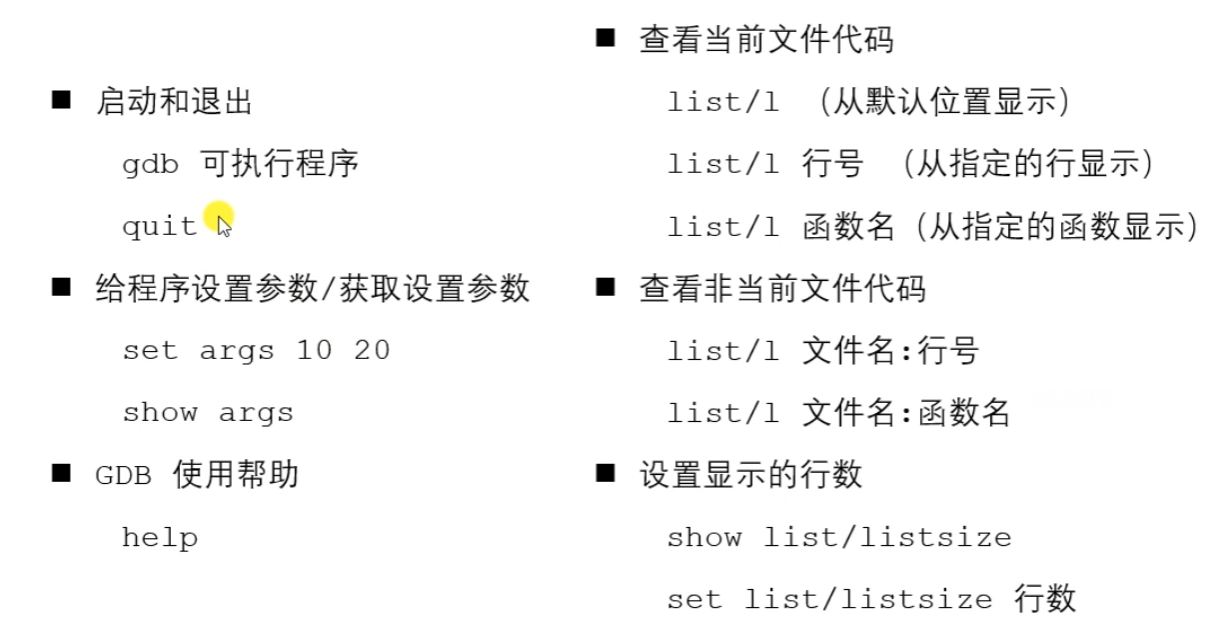 ■ 启动和退出
gdb 可执行程序
quit
■ 给程序设置参数/获取设置参数
set args 10 20
show args
■ GDB 使用帮助
help
■ 查看当前文件代码
list/l （从默认位置显示）
list/l 行号 （从指定的行显示）
list/l 函数名（从指定的函数显示）
■ 查看非当前文件代码
list/l 文件名:行号
list/l 文件名:函数名
■ 设置显示的行数
show list/listsize
set list/listsize 行数